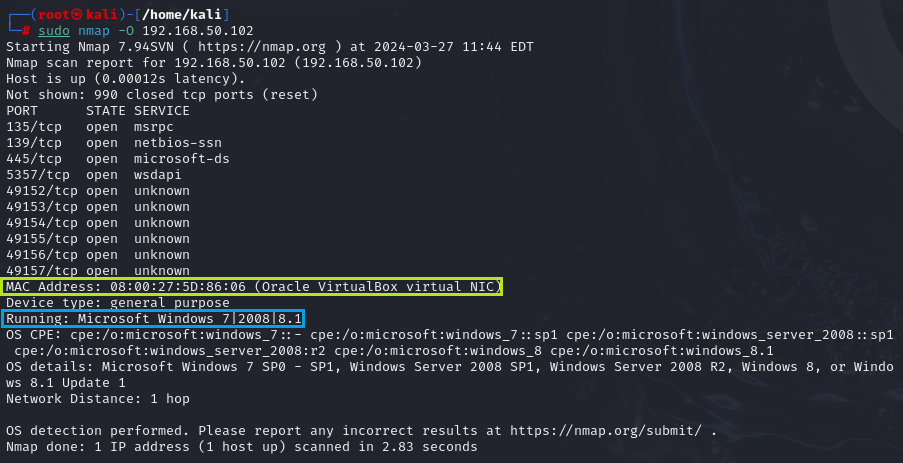 ┌──(root㉿kali)-[/home/kali]
└─# sudo nmap -O 192.168.50.102
Starting Nmap 7.94SVN ( https://nmap.org ) at 2024-03-27 11:44 EDT
Nmap scan report for 192.168.50.102 (192.168.50.102)
Host is up (0.00012s latency).
Not shown: 990 closed tcp ports (reset)
PORT      STATE SERVICE
135/tcp   open  msrpc
139/tcp   open  netbios-ssn
445/tcp   open  microsoft-ds
5357/tcp  open  wsdapi
49152/tcp open  unknown
49153/tcp open  unknown
49154/tcp open  unknown
49155/tcp open  unknown
49156/tcp open  unknown
49157/tcp open  unknown
MAC Address: 08:00:27:5D:86:06 (Oracle VirtualBox virtual NIC)
Device type: general purpose
Running: Microsoft Windows 7|2008|8.1
OS CPE: cpe:/o:microsoft:windows_7::- cpe:/o:microsoft:windows_7::sp1 cpe:/o:microsoft:windows_server_2008::sp1
 cpe:/o:microsoft:windows_server_2008:r2 cpe:/o:microsoft:windows_8 cpe:/o:microsoft:windows_8.1
OS details: Microsoft Windows 7 SP0 - SP1, Windows Server 2008 SP1, Windows Server 2008 R2, Windows 8, or Windo
ws 8.1 Update 1
Network Distance: 1 hop

OS detection performed. Please report any incorrect results at https://nmap.org/submit/ .
Nmap done: 1 IP address (1 host up) scanned in 2.83 seconds